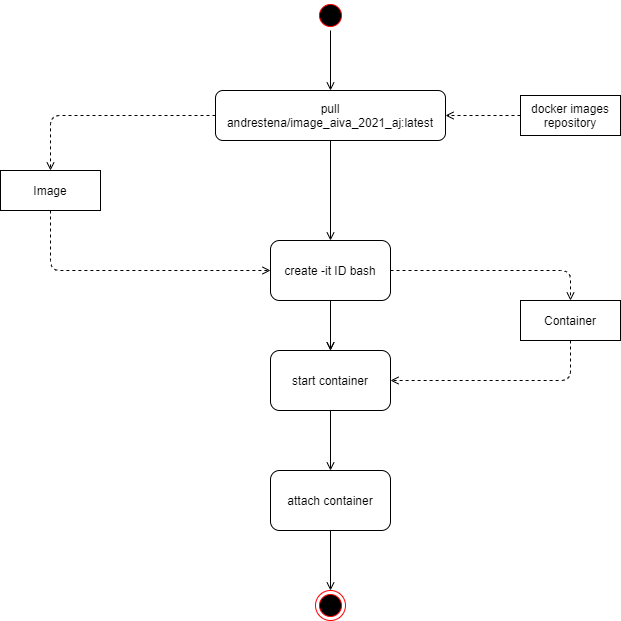 pull
andrestena/image_aiva_2021_aj:latest
docker images
repository
Image
create -it ID bash
Container
start container
attach container